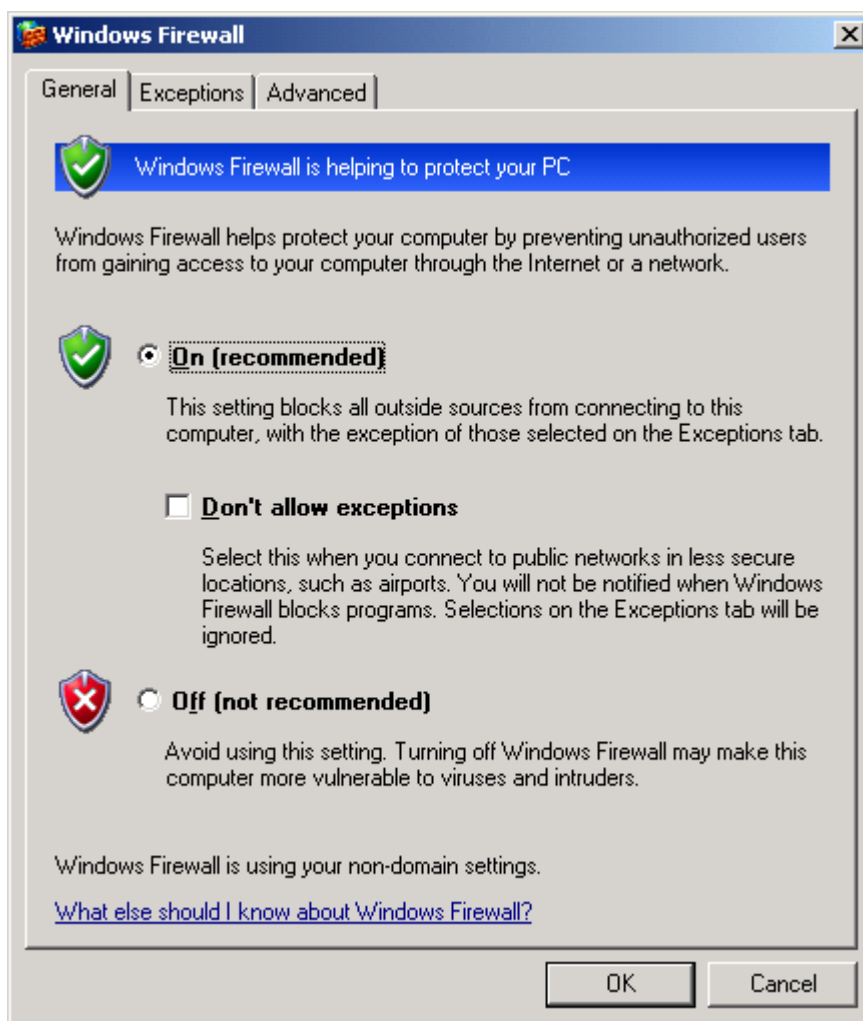 Windows Firewall
General
Exceptions
Advanced
Windows Firewall is helping to protect your PC
Windows Firewall helps protect your computer by preventing unauthorized users
from gaining access to your computer through the Internet or a network.
On (recommended)
This setting blocks all outside sources from connecting to this
computer, with the exception of those selected on the Exceptions tab.
Don't allow exceptions
Select this when you connect to public networks in less secure
locations, such as airports. You will not be notified when Windows
Firewall blocks programs. Selections on the Exceptions tab will be
ignored.
Off (not recommended)
Avoid using this setting. Turning off Windows Firewall may make this
computer more vulnerable to viruses and intruders.
Windows Firewall is using your non-domain settings.
What else should I know about Windows Firewall?
OK
Cancel